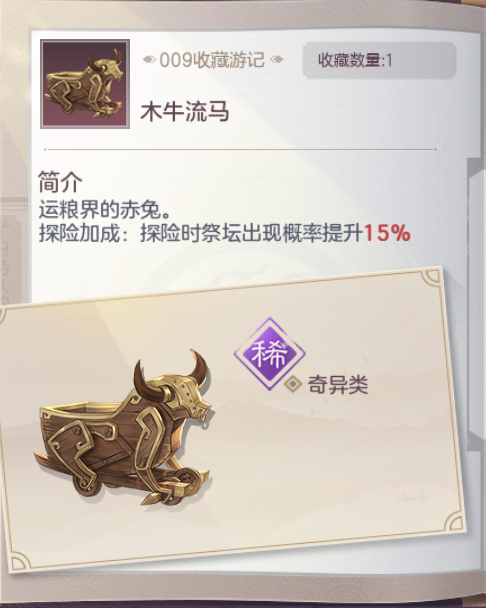 009收藏游记
收藏数量:1
木牛流马
简介
运粮界的赤兔。
探险加成：探险时祭坛出现概率提升15%
稀
奇异类